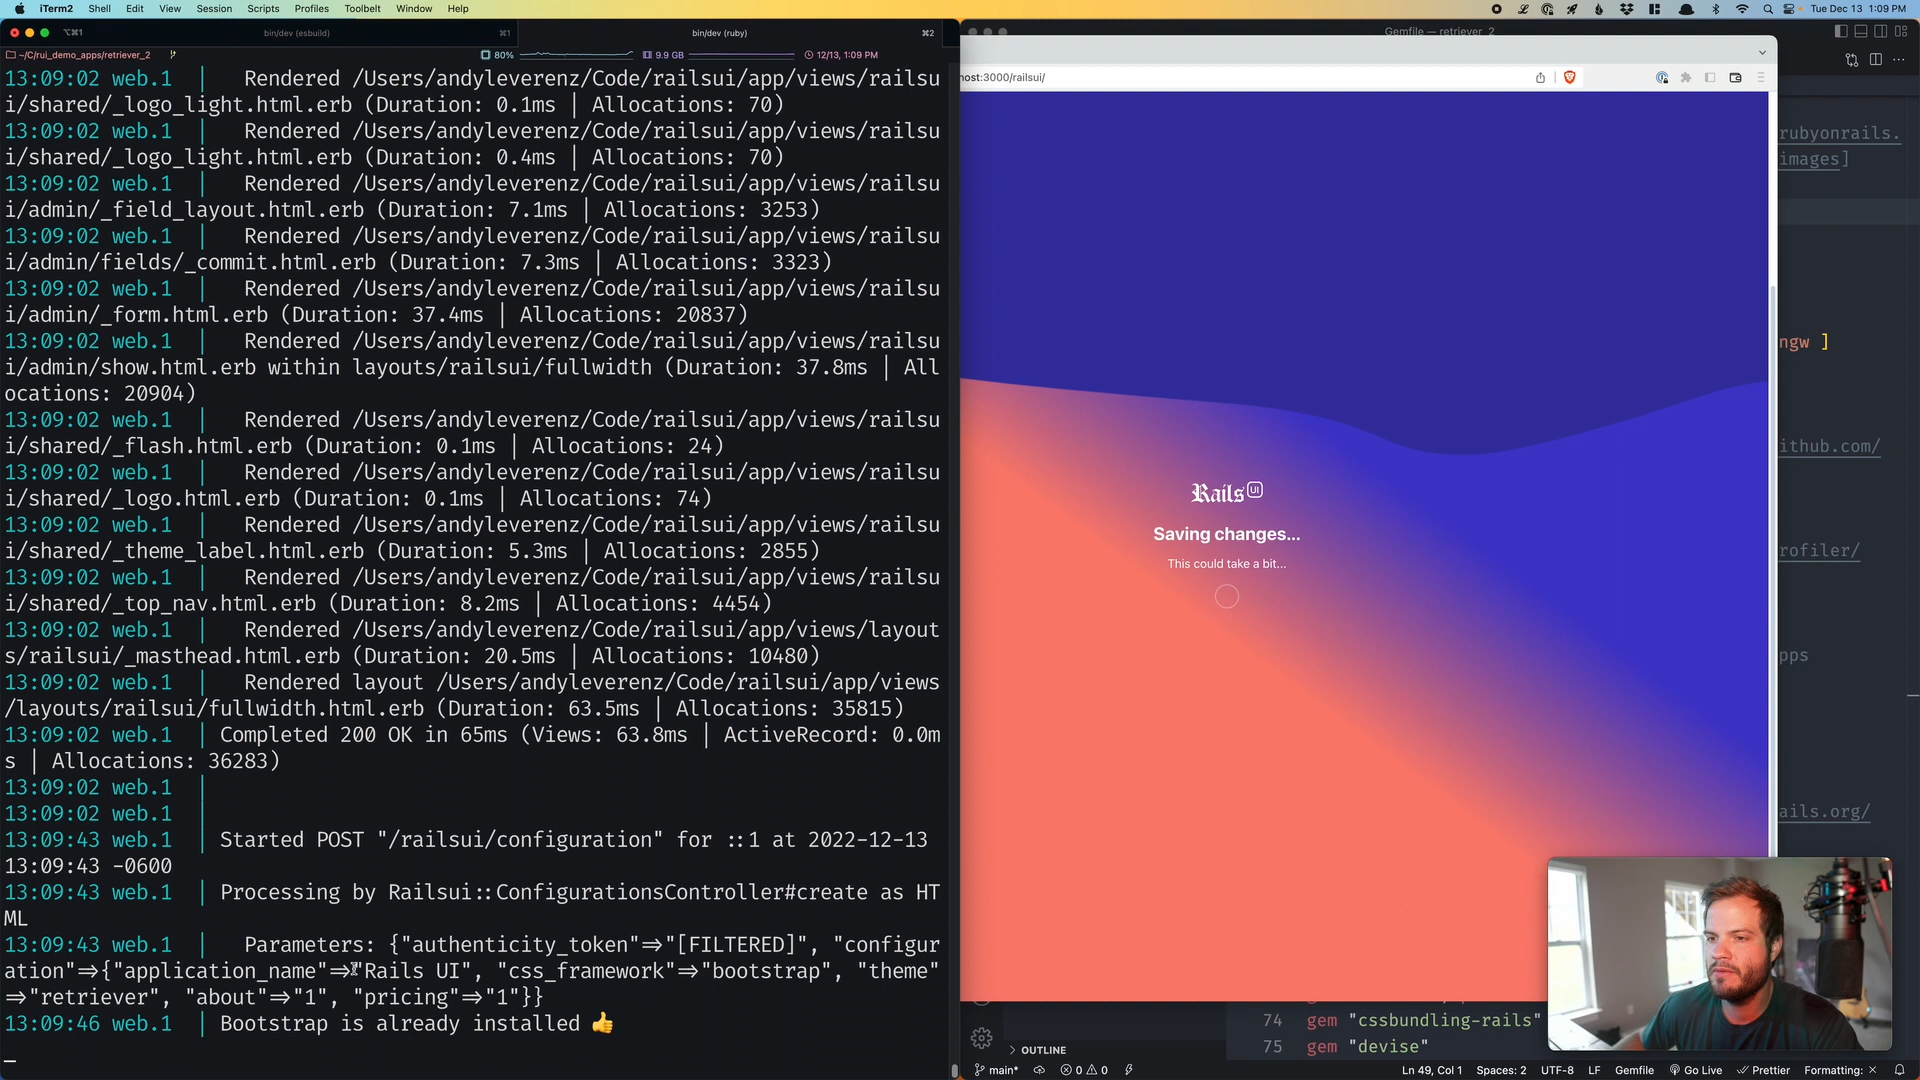 iTerm2 Shell Edit View Session Scripts Profiles Toolbelt Window Help
Tue Dec 13 1:09 PM
⌥⌘1 bin/dev (esbuild) ⌘1 bin/dev (ruby) ⌘2
~/C/rui_demo_apps/retriever_2 80% 9.9 GB 12/13, 1:09 PM
13:09:02 web.1 | Rendered /Users/andyleverenz/Code/railsui/app/views/railsu
i/shared/_logo_light.html.erb (Duration: 0.1ms | Allocations: 70)
13:09:02 web.1 | Rendered /Users/andyleverenz/Code/railsui/app/views/railsu
i/shared/_logo_light.html.erb (Duration: 0.4ms | Allocations: 70)
13:09:02 web.1 | Rendered /Users/andyleverenz/Code/railsui/app/views/railsu
i/admin/_field_layout.html.erb (Duration: 7.1ms | Allocations: 3253)
13:09:02 web.1 | Rendered /Users/andyleverenz/Code/railsui/app/views/railsu
i/admin/fields/_commit.html.erb (Duration: 7.3ms | Allocations: 3323)
13:09:02 web.1 | Rendered /Users/andyleverenz/Code/railsui/app/views/railsu
i/admin/_form.html.erb (Duration: 37.4ms | Allocations: 20837)
13:09:02 web.1 | Rendered /Users/andyleverenz/Code/railsui/app/views/railsu
i/admin/show.html.erb within layouts/railsui/fullwidth (Duration: 37.8ms | All
ocations: 20904)
13:09:02 web.1 | Rendered /Users/andyleverenz/Code/railsui/app/views/railsu
i/shared/_flash.html.erb (Duration: 0.1ms | Allocations: 24)
13:09:02 web.1 | Rendered /Users/andyleverenz/Code/railsui/app/views/railsu
i/shared/_logo.html.erb (Duration: 0.1ms | Allocations: 74)
13:09:02 web.1 | Rendered /Users/andyleverenz/Code/railsui/app/views/railsu
i/shared/_theme_label.html.erb (Duration: 5.3ms | Allocations: 2855)
13:09:02 web.1 | Rendered /Users/andyleverenz/Code/railsui/app/views/railsu
i/shared/_top_nav.html.erb (Duration: 8.2ms | Allocations: 4454)
13:09:02 web.1 | Rendered /Users/andyleverenz/Code/railsui/app/views/layout
s/railsui/_masthead.html.erb (Duration: 20.5ms | Allocations: 10480)
13:09:02 web.1 | Rendered layout /Users/andyleverenz/Code/railsui/app/views
/layouts/railsui/fullwidth.html.erb (Duration: 63.5ms | Allocations: 35815)
13:09:02 web.1 | Completed 200 OK in 65ms (Views: 63.8ms | ActiveRecord: 0.0m
s | Allocations: 36283)
13:09:02 web.1 |
13:09:02 web.1 |
13:09:43 web.1 | Started POST "/railsui/configuration" for ::1 at 2022-12-13
13:09:43 -0600
13:09:43 web.1 | Processing by Railsui::ConfigurationsController#create as HT
ML
13:09:43 web.1 | Parameters: {"authenticity_token"=>"[FILTERED]", "configur
ation"=>{"application_name"=>"Rails UI", "css_framework"=>"bootstrap", "theme"
=>"retriever", "about"=>"1", "pricing"=>"1"}}
13:09:46 web.1 | Bootstrap is already installed 👍
Gemfile — retriever_2
host:3000/railsui/
Rails UI
Saving changes...
This could take a bit...
rubyonrails.
images]
ngw ]
ithub.com/
rofiler/
pps
ails.org/
74 gem "cssbundling-rails"
75 gem "devise"
OUTLINE
main* 0 0 Ln 49, Col 1 Spaces: 2 UTF-8 LF Gemfile Go Live Prettier Formatting: ×